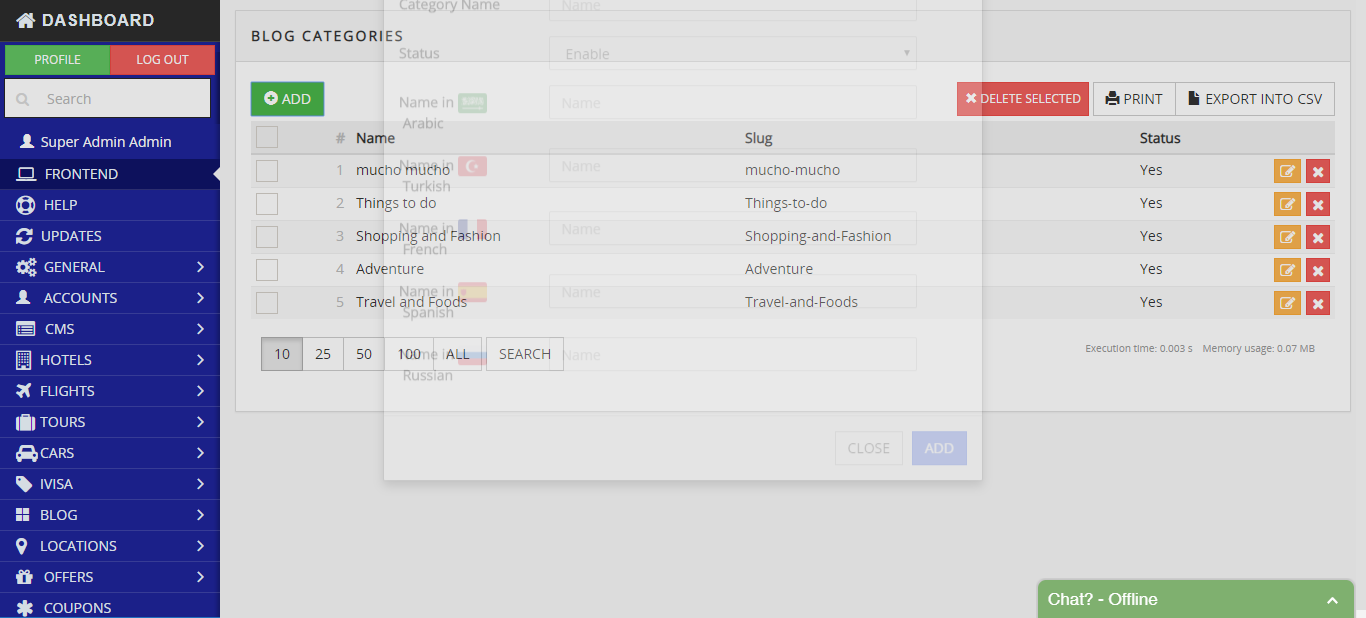 DASHBOARD
PROFILE LOG OUT
Search
Super Admin Admin
FRONTEND
HELP
UPDATES
GENERAL
ACCOUNTS
CMS
HOTELS
FLIGHTS
TOURS
CARS
IVISA
BLOG
LOCATIONS
OFFERS
COUPONS
BLOG CATEGORIES
ADD
DELETE SELECTED PRINT EXPORT INTO CSV
# Name Slug Status
1 mucho mucho mucho-mucho Yes
2 Things to do Things-to-do Yes
3 Shopping and Fashion Shopping-and-Fashion Yes
4 Adventure Adventure Yes
5 Travel and Foods Travel-and-Foods Yes
10 25 50 100 ALL SEARCH
Execution time: 0.003 s Memory usage: 0.07 MB
Category Name Name
Status Enable
Name in Name
Arabic
Name in Name
Turkish
Name in Name
French
Name in Name
Spanish
Name in Name
Russian
CLOSE ADD
Chat? - Offline